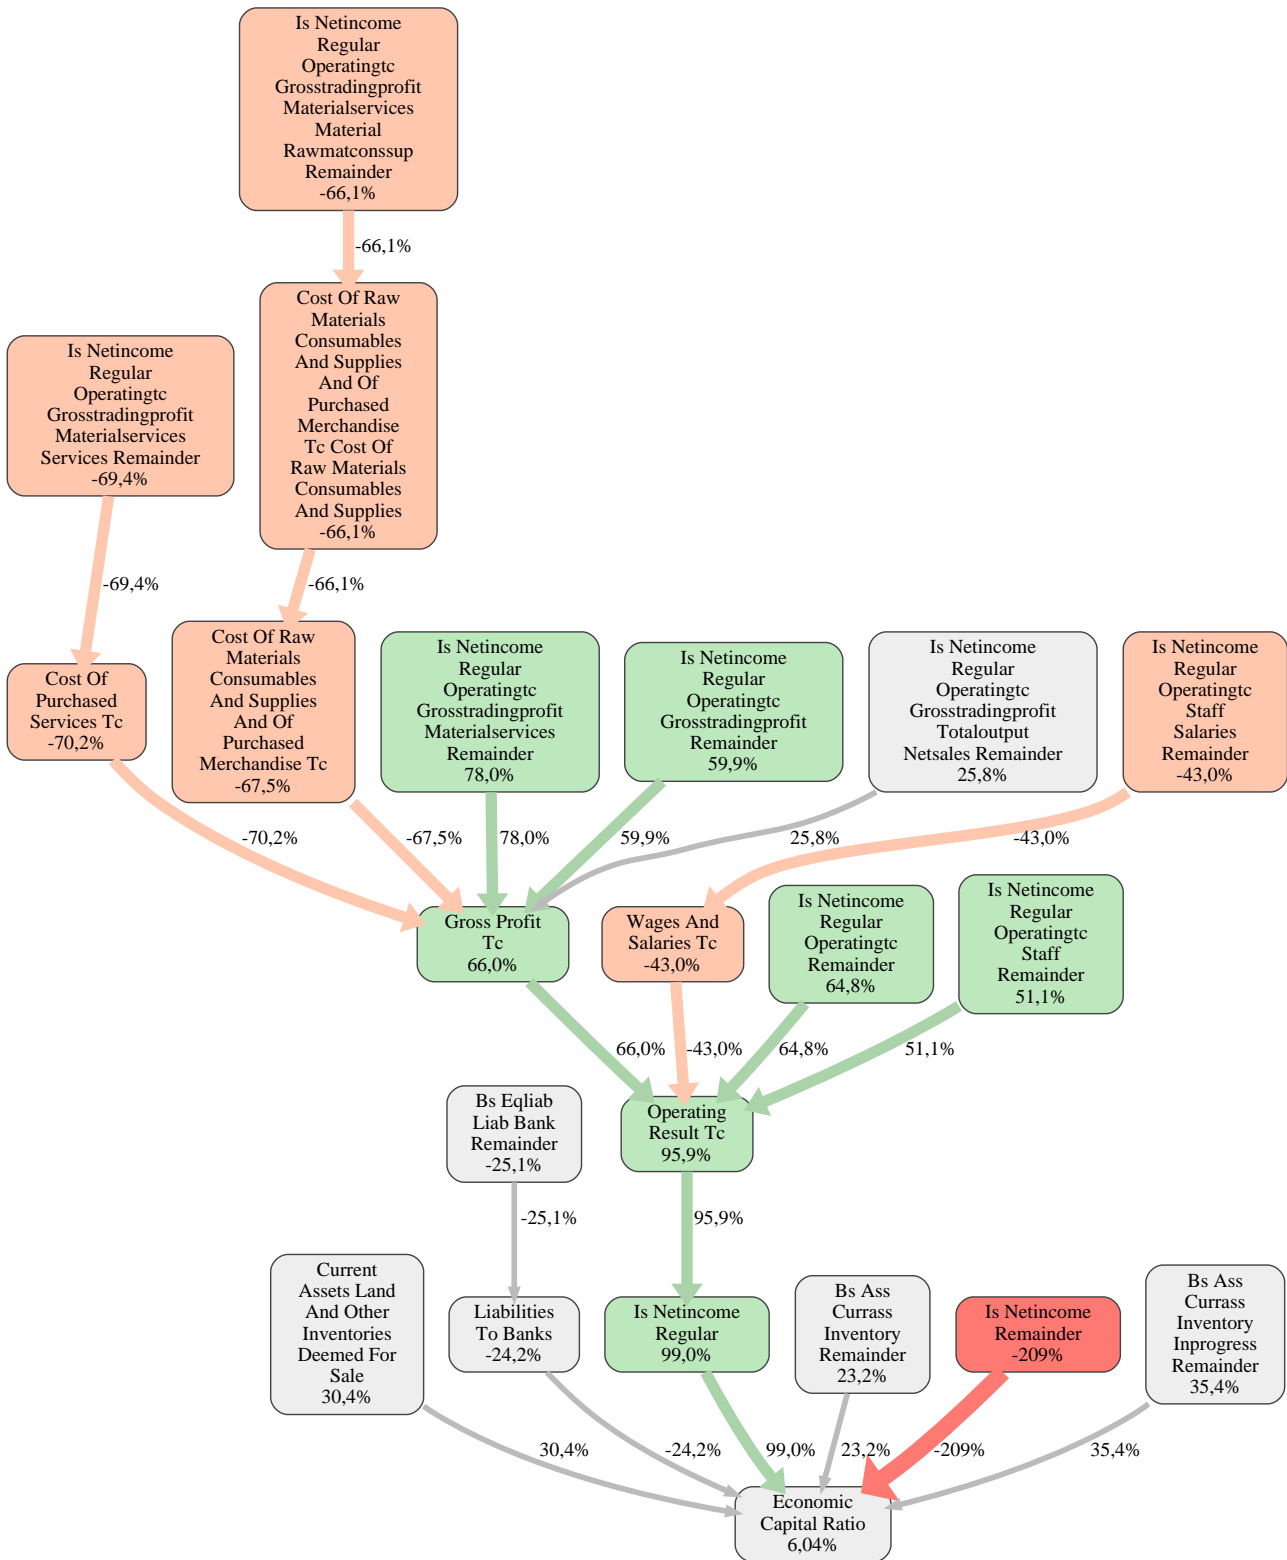 Is Netincome
Regular
Operatingtc
Grosstradingprofit
Materialservices
Material
Rawmatconssup
Remainder
-66,1%
-66,1%
Cost Of Raw
Materials
Consumables
And Supplies
And Of
Purchased
Merchandise
Tc Cost Of
Raw Materials
Consumables
And Supplies
-66,1%
Is Netincome
Regular
Operatingtc
Grosstradingprofit
Materialservices
Services Remainder
-69,4%
-69,4%
-66,1%
Cost Of
Purchased
Services Tc
-70,2%
Cost Of Raw
Materials
Consumables
And Supplies
And Of
Purchased
Merchandise Tc
-67,5%
Is Netincome
Regular
Operatingtc
Grosstradingprofit
Materialservices
Remainder
78,0%
Is Netincome
Regular
Operatingtc
Grosstradingprofit
Remainder
59,9%
Is Netincome
Regular
Operatingtc
Grosstradingprofit
Totaloutput
Netsales Remainder
25,8%
Is Netincome
Regular
Operatingtc
Staff
Salaries
Remainder
-43,0%
-70,2%
-67,5%
78,0%
59,9%
25,8%
-43,0%
Gross Profit
Tc
66,0%
Wages And
Salaries Tc
-43,0%
Is Netincome
Regular
Operatingtc
Remainder
64,8%
Is Netincome
Regular
Operatingtc
Staff
Remainder
51,1%
66,0%
-43,0%
64,8%
51,1%
Bs Eqliab
Liab Bank
Remainder
-25,1%
Operating
Result Tc
95,9%
-25,1%
95,9%
Current
Assets Land
And Other
Inventories
Deemed For
Sale
30,4%
Liabilities
To Banks
-24,2%
Is Netincome
Regular
99,0%
Bs Ass
Currass
Inventory
Remainder
23,2%
Is Netincome
Remainder
-209%
Bs Ass
Currass
Inventory
Inprogress
Remainder
35,4%
30,4%
-24,2%
99,0%
23,2%
-209%
35,4%
Economic
Capital Ratio
6,04%